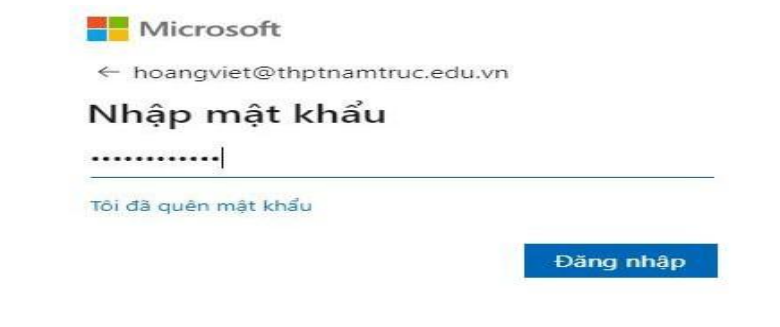 Microsoft
← hoangviet@thptnamtruc.edu.vn
Nhập mật khẩu
••••••••••••
Tôi đã quên mật khẩu
Đăng nhập